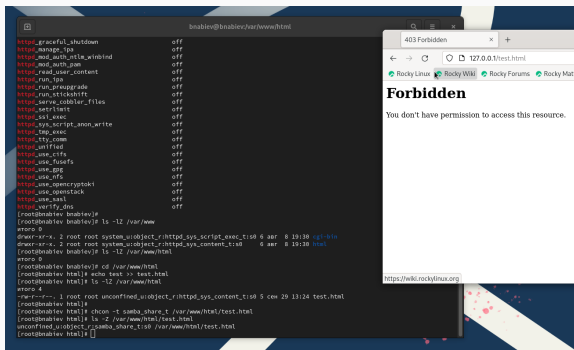 bnabiev@bnabiev:/var/www/html
httpd_graceful_shutdown off
httpd_manage_ipa off
httpd_mod_auth_ntlm_winbind off
httpd_mod_auth_pam off
httpd_read_user_content off
httpd_run_ipa off
httpd_run_preupgrade off
httpd_run_stickshift off
httpd_serve_cobbler_files off
httpd_setrlimit off
httpd_ssi_exec off
httpd_sys_script_anon_write off
httpd_tmp_exec off
httpd_tty_comm off
httpd_unified off
httpd_use_cifs off
httpd_use_fusefs off
httpd_use_gpg off
httpd_use_nfs off
httpd_use_opencryptoki off
httpd_use_openstack off
httpd_use_sasl off
httpd_verify_dns off
[root@bnabiev bnabiev]#
[root@bnabiev bnabiev]# ls -lZ /var/www
итого 0
drwxr-xr-x. 2 root root system_u:object_r:httpd_sys_script_exec_t:s0 6 авг 8 19:30 cgi-bin
drwxr-xr-x. 2 root root system_u:object_r:httpd_sys_content_t:s0 6 авг 8 19:30 html
[root@bnabiev bnabiev]# ls -lZ /var/www/html
итого 0
[root@bnabiev bnabiev]# cd /var/www/html
[root@bnabiev html]# echo test >> test.html
[root@bnabiev html]# ls -lZ /var/www/html
итого 4
-rw-r--r--. 1 root root unconfined_u:object_r:httpd_sys_content_t:s0 5 сен 29 13:24 test.html
[root@bnabiev html]#
[root@bnabiev html]# chcon -t samba_share_t /var/www/html/test.html
[root@bnabiev html]# ls -Z /var/www/html/test.html
unconfined_u:object_r:samba_share_t:s0 /var/www/html/test.html
[root@bnabiev html]#
403 Forbidden
127.0.0.1/test.html
Rocky Linux Rocky Wiki Rocky Forums Rocky Mat
Forbidden
You don't have permission to access this resource.
https://wiki.rockylinux.org